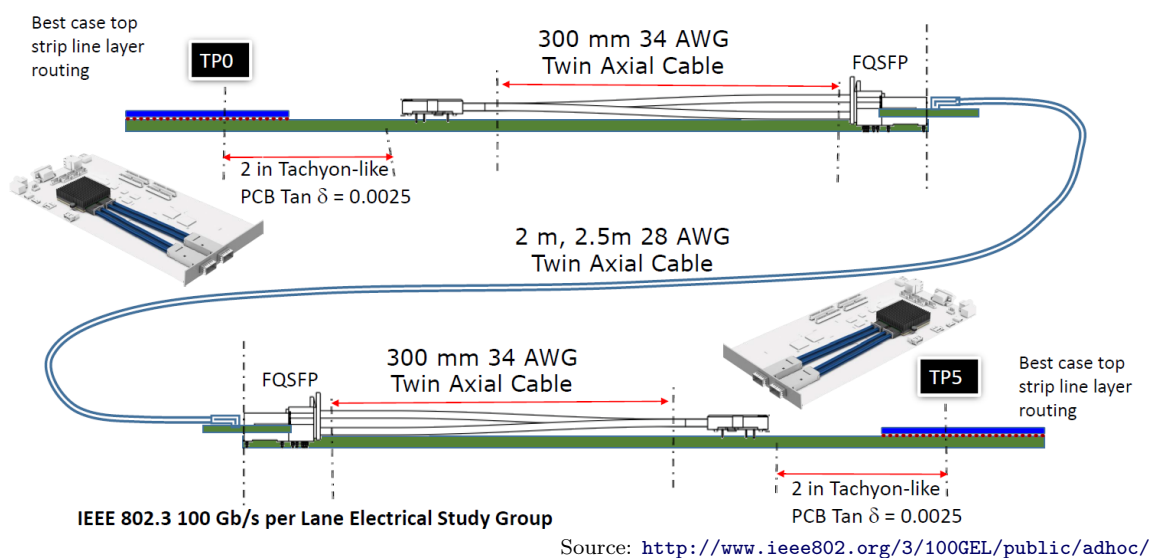 Best case top
strip line layer
routing
TP0
300 mm 34 AWG
Twin Axial Cable
FQSFP
2 in Tachyon-like
PCB Tan δ = 0.0025
2 m, 2.5m 28 AWG
Twin Axial Cable
300 mm 34 AWG
Twin Axial Cable
FQSFP
TP5
Best case top
strip line layer
routing
2 in Tachyon-like
PCB Tan δ = 0.0025
IEEE 802.3 100 Gb/s per Lane Electrical Study Group
Source: http://www.ieee802.org/3/100GEL/public/adhoc/